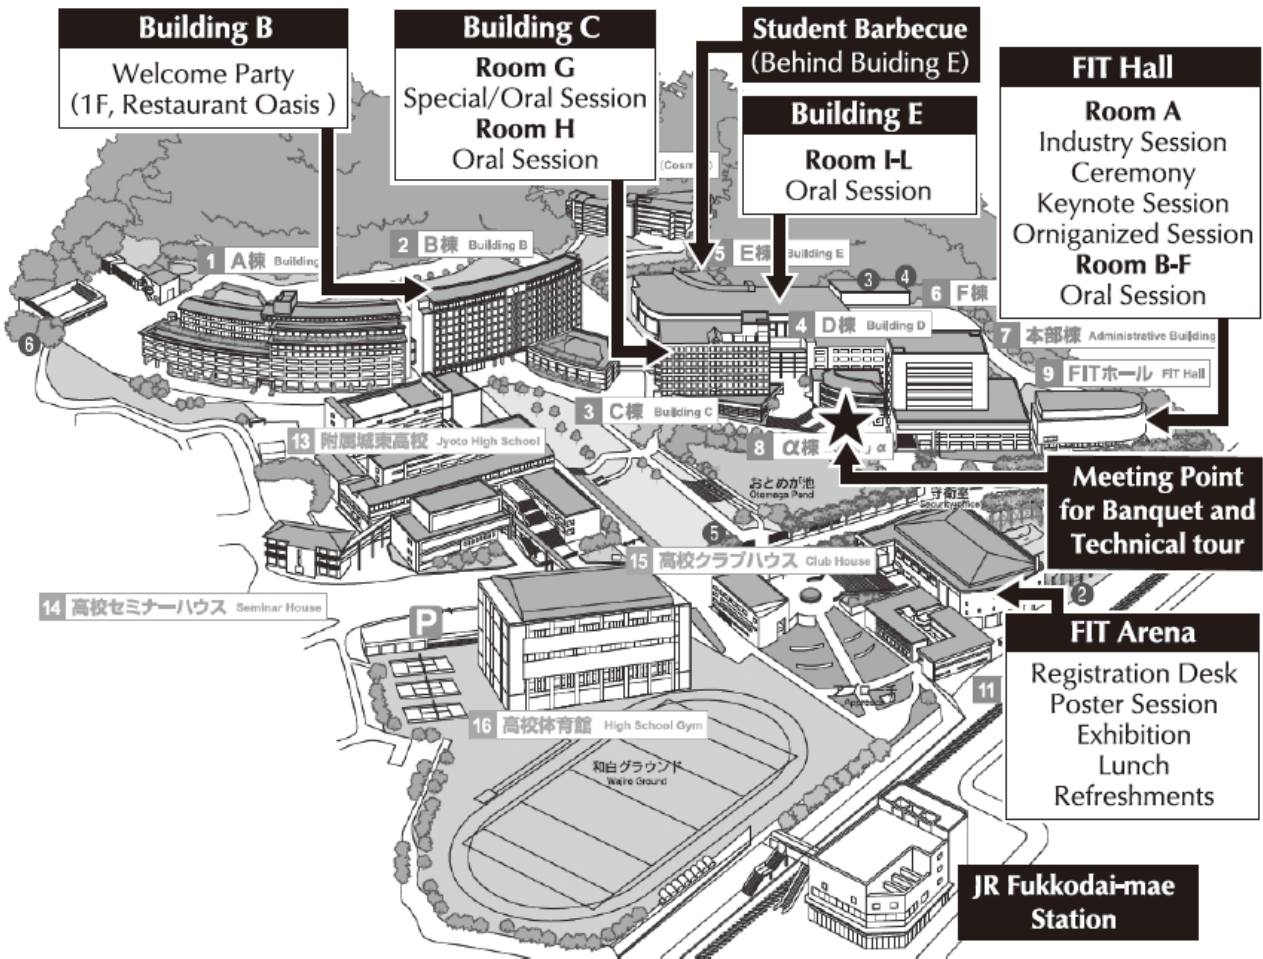 Building B
Welcome Party
(1F, Restaurant Oasis )
Building C
Room G
Special/Oral Session
Room H
Oral Session
Student Barbecue
(Behind Buiding E)
Building E
Room I-L
Oral Session
FIT Hall
Room A
Industry Session
Ceremony
Keynote Session
Orniganized Session
Room B-F
Oral Session
(Cosm
1 A棟 Building
2 B棟 Building B
5 E棟 Building E
3 4
6 F棟
4 D棟 Building D
7 本部棟 Administrative Building
9 FITホール FIT Hall
6
3 C棟 Building C
8 α棟 α
13 附属城東高校 Jyoto High School
おとめが池
Otomega Pond
守衛室
Security office
Meeting Point
for Banquet and
Technical tour
5
15 高校クラブハウス Club House
14 高校セミナーハウス Seminar House
P
2
FIT Arena
Registration Desk
Poster Session
Exhibition
Lunch
Refreshments
11
Approach
16 高校体育館 High School Gym
和白グラウンド
Wajiro Ground
JR Fukkodai-mae
Station